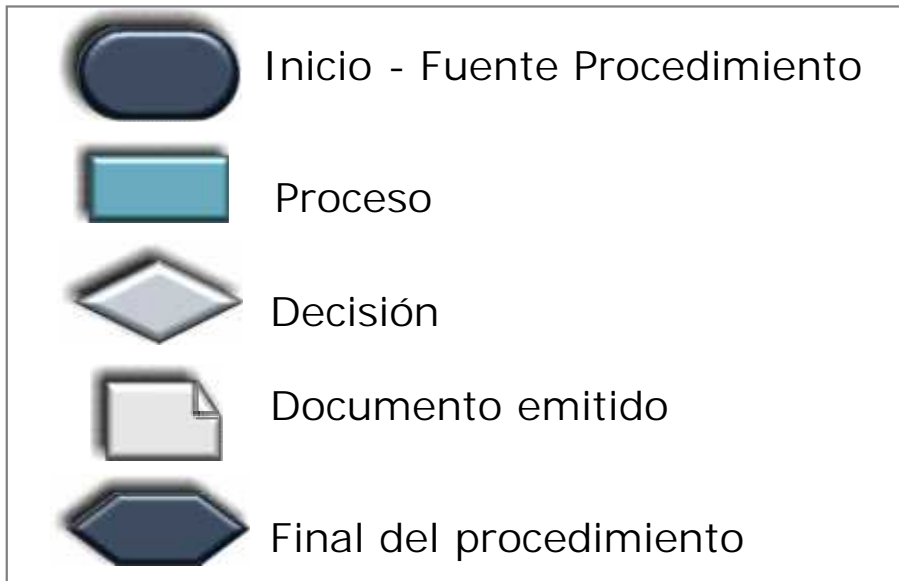 Inicio - Fuente Procedimiento
Proceso
Decisión
Documento emitido
Final del procedimiento